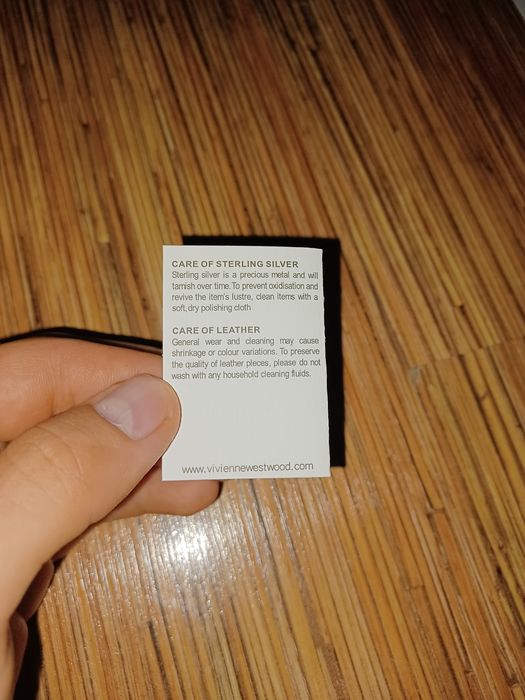 CARE OF STERLING SILVER
Sterling silver is a precious metal and will
tarnish over time. To prevent oxidisation and
revive the item's lustre, clean items with a
soft, dry polishing cloth
CARE OF LEATHER
General wear and cleaning may cause
shrinkage or colour variations. To preserve
the quality of leather pieces, please do not
wash with any household cleaning fluids.
www.viviennewestwood.com